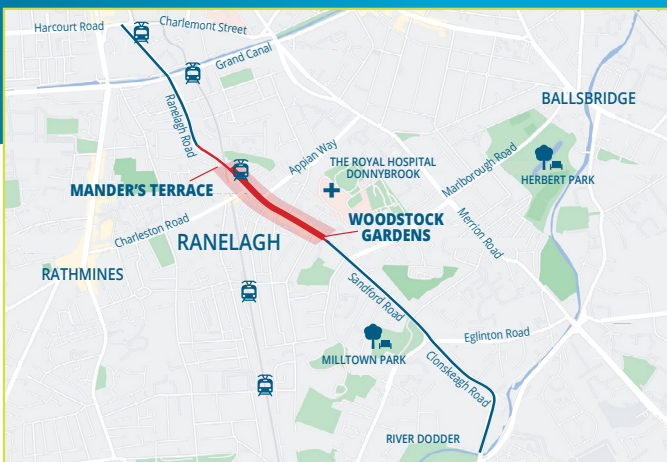 Harcourt Road
Charlemont Street
Grand Canal
Ranelagh Road
BALLSBRIDGE
Appian Way
THE ROYAL HOSPITAL
DONNYBROOK
Marlborough Road
HERBERT PARK
MANDER'S TERRACE
Charleston Road
WOODSTOCK
GARDENS
Merrion Road
RANELAGH
RATHMINES
Sandford Road
Eglinton Road
MILLTOWN PARK
Clonskeagh Road
RIVER DODDER